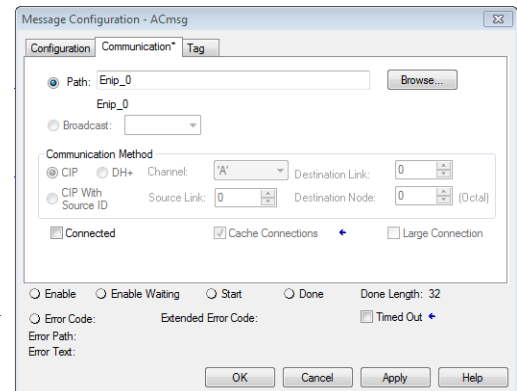 Message Configuration - ACmsg
Configuration Communication* Tag
Path: Enip_0 Browse...
Enip_0
Broadcast:
Communication Method
CIP DH+ Channel: 'A' Destination Link: 0
CIP With Source ID Source Link: 0 Destination Node: 0 (Octal)
Connected Cache Connections Large Connection
Enable Enable Waiting Start Done Done Length: 32
Error Code: Extended Error Code: Timed Out
Error Path:
Error Text:
OK Cancel Apply Help